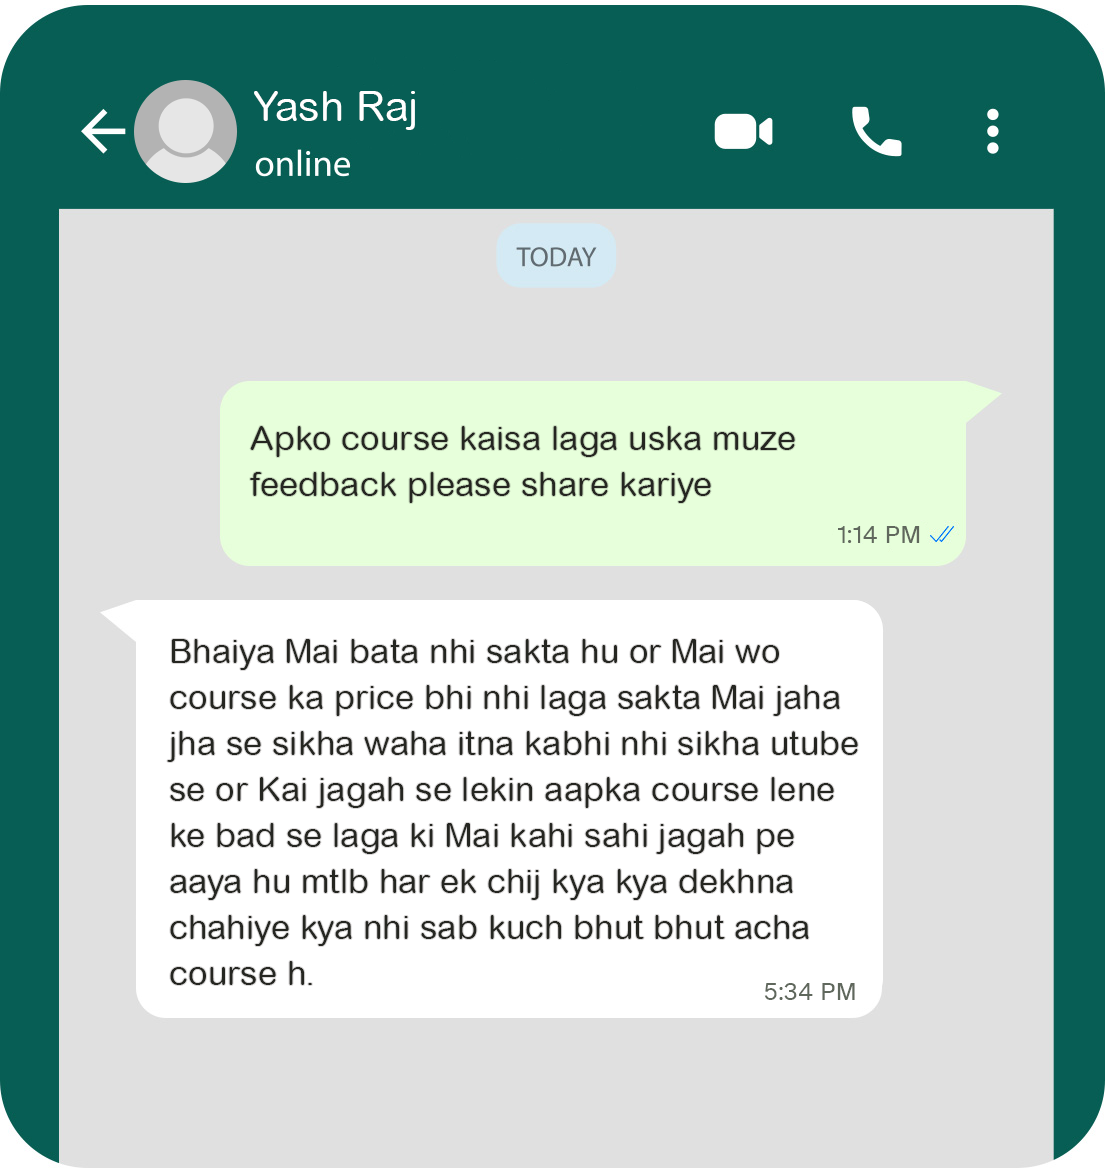 Yash Raj
online
TODAY
Apko course kaisa laga uska muze
feedback please share kariye
1:14 PM
Bhaiya Mai bata nhi sakta hu or Mai wo
course ka price bhi nhi laga sakta Mai jaha
jha se sikha waha itna kabhi nhi sikha utube
se or Kai jagah se lekin aapka course lene
ke bad se laga ki Mai kahi sahi jagah pe
aaya hu mtlb har ek chij kya kya dekhna
chahiye kya nhi sab kuch bhut bhut acha
course h.
5:34 PM